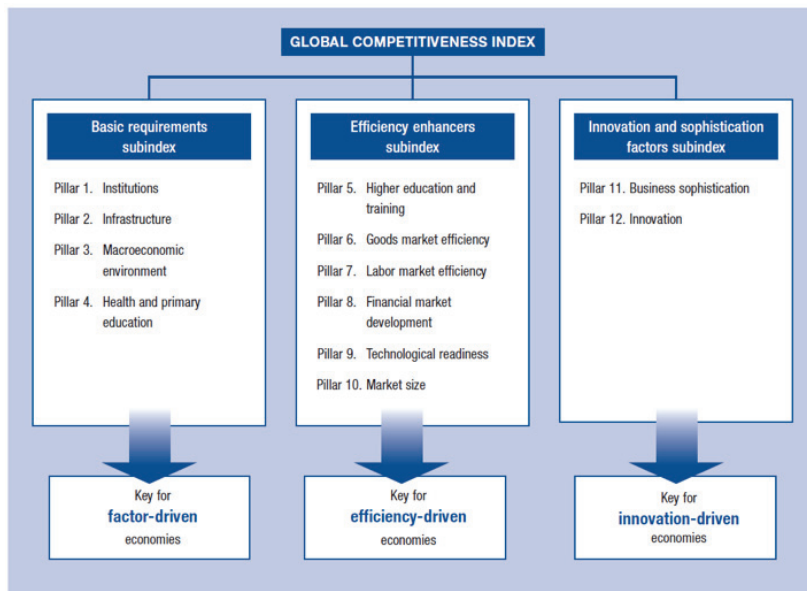 GLOBAL COMPETITIVENESS INDEX
Basic requirements
subindex
Pillar 1. Institutions
Pillar 2. Infrastructure
Pillar 3. Macroeconomic
environment
Pillar 4. Health and primary
education
Key for
factor-driven
economies
Efficiency enhancers
subindex
Pillar 5. Higher education and
training
Pillar 6. Goods market efficiency
Pillar 7. Labor market efficiency
Pillar 8. Financial market
development
Pillar 9. Technological readiness
Pillar 10. Market size
Key for
efficiency-driven
economies
Innovation and sophistication
factors subindex
Pillar 11. Business sophistication
Pillar 12. Innovation
Key for
innovation-driven
economies